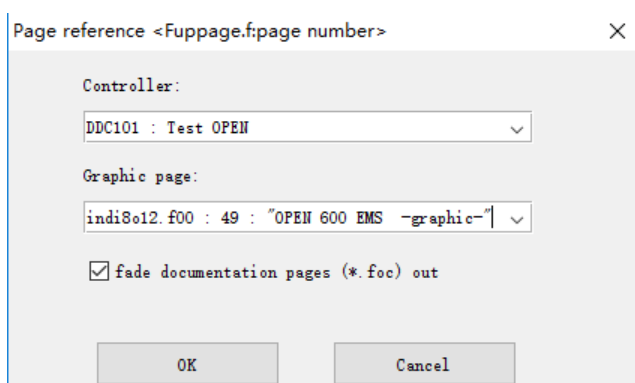 Page reference <Fuppage.f:page number>
Controller:
DDC101 : Test OPEN
Graphic page:
indi8o12.f00 : 49 : "OPEN 600 EMS  -graphic-"
fade documentation pages (*.foc) out
OK Cancel